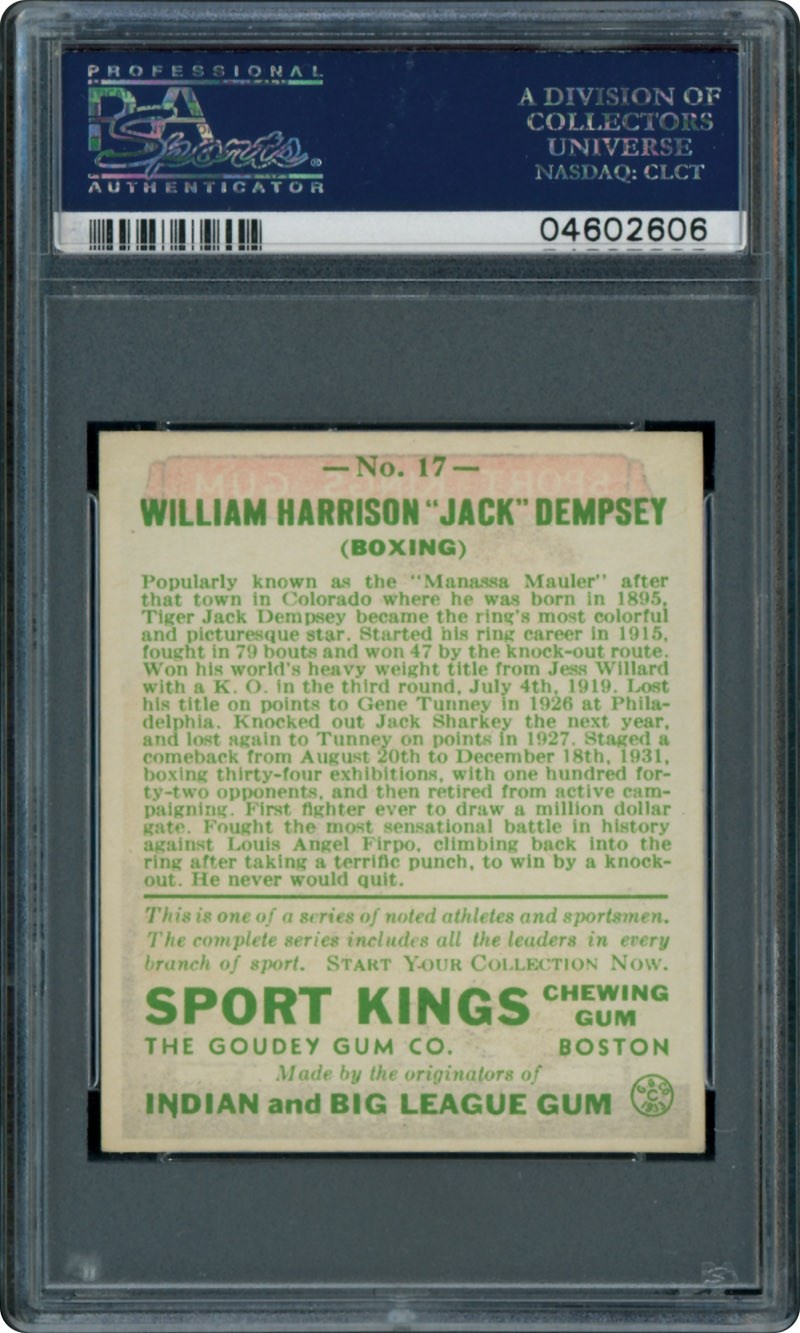 PROFESSIONAL
PSA
Sports
AUTHENTICATOR
A DIVISION OF
COLLECTORS
UNIVERSE
NASDAQ: CLCT
04602606
—No. 17—
WILLIAM HARRISON "JACK" DEMPSEY
(BOXING)
Popularly known as the "Manassa Mauler" after
that town in Colorado where he was born in 1895,
Tiger Jack Dempsey became the ring's most colorful
and picturesque star. Started his ring career in 1915,
fought in 79 bouts and won 47 by the knock-out route.
Won his world's heavy weight title from Jess Willard
with a K. O. in the third round, July 4th, 1919. Lost
his title on points to Gene Tunney in 1926 at Phila-
delphia. Knocked out Jack Sharkey the next year,
and lost again to Tunney on points in 1927. Staged a
comeback from August 20th to December 18th, 1931,
boxing thirty-four exhibitions, with one hundred for-
ty-two opponents, and then retired from active cam-
paigning. First fighter ever to draw a million dollar
gate. Fought the most sensational battle in history
against Louis Angel Firpo, climbing back into the
ring after taking a terrific punch, to win by a knock-
out. He never would quit.
This is one of a series of noted athletes and sportsmen.
The complete series includes all the leaders in every
branch of sport. START YOUR COLLECTION NOW.
SPORT KINGS CHEWING GUM
THE GOUDEY GUM CO. BOSTON
Made by the originators of
INDIAN and BIG LEAGUE GUM
G. G. CO.
C
1933